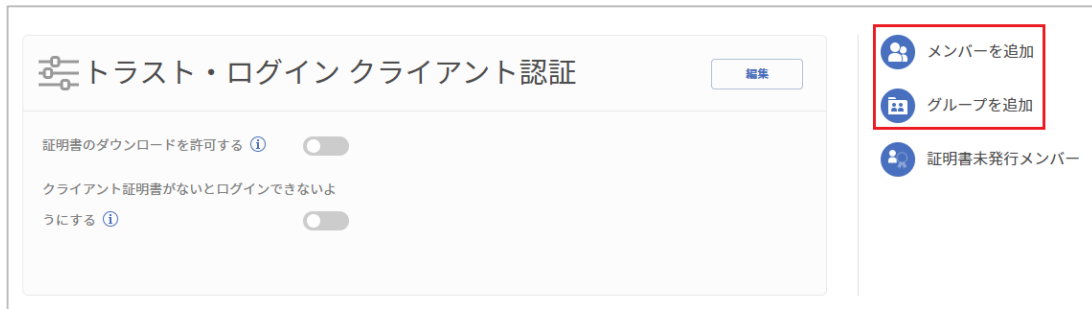 トラスト・ログイン クライアント認証
編集
証明書のダウンロードを許可する
クライアント証明書がないとログインできないよ
うにする
メンバーを追加
グループを追加
証明書未発行メンバー